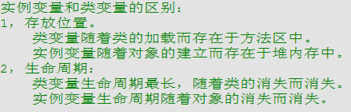 实例变量和类变量的区别：
1，存放位置。
类变量随着类的加载而存在于方法区中。
实例变量随着对象的建立而存在于堆内存中。
2，生命周期：
类变量生命周期最长，随着类的消失而消失。
实例变量生命周期随着对象的消失而消失。